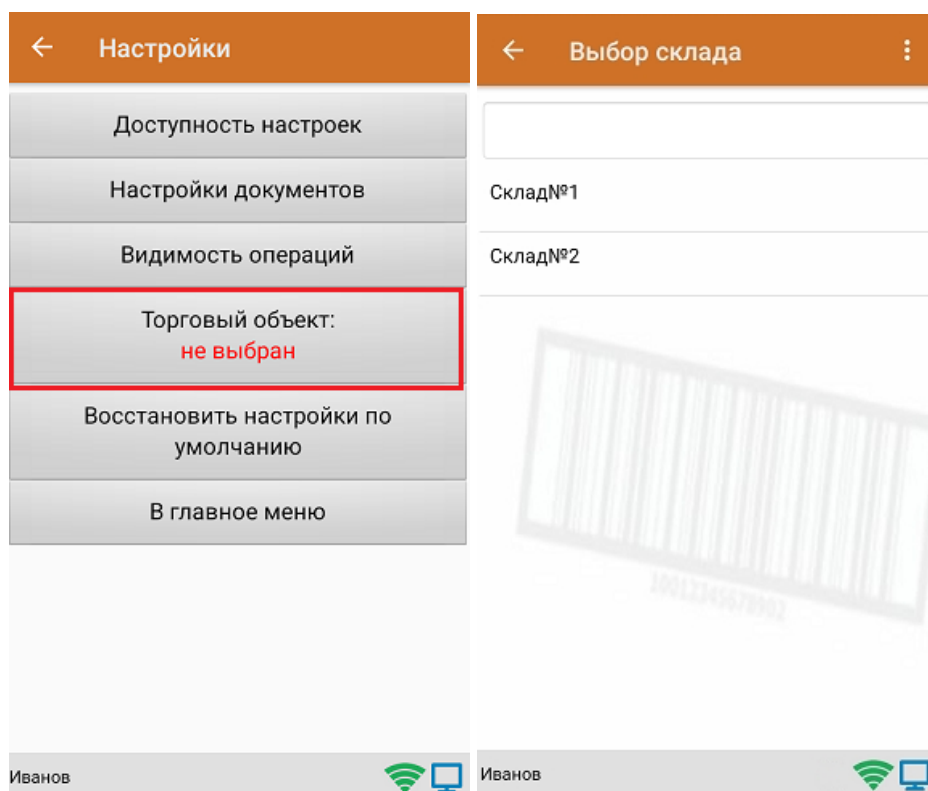 Настройки
Доступность настроек
Настройки документов
Видимость операций
Торговый объект:
не выбран
Восстановить настройки по
умолчанию
В главное меню
Иванов
Выбор склада
Склад№1
Склад№2
Иванов